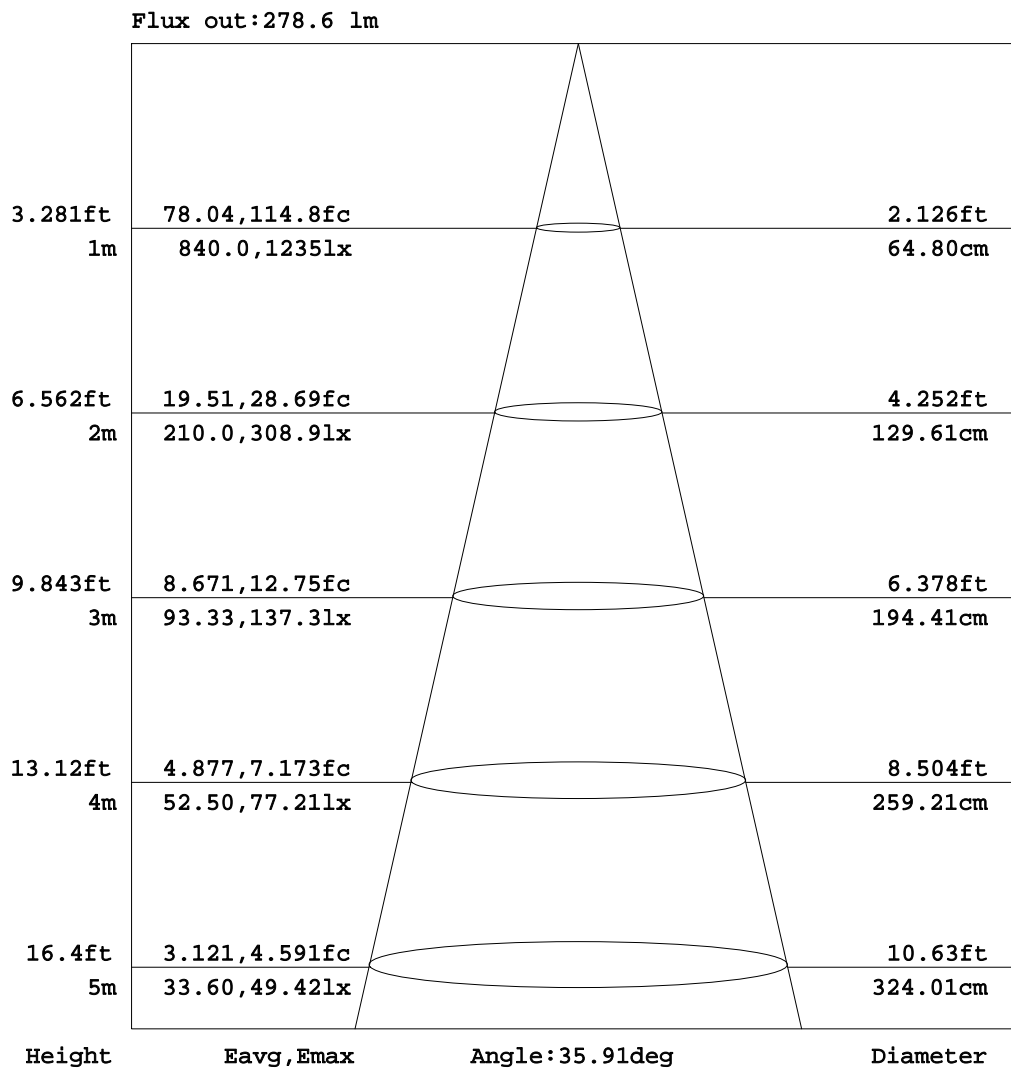 Flux out:278.6 lm
3.281ft 78.04,114.8fc 2.126ft
1m 840.0,1235lx 64.80cm
6.562ft 19.51,28.69fc 4.252ft
2m 210.0,308.9lx 129.61cm
9.843ft 8.671,12.75fc 6.378ft
3m 93.33,137.3lx 194.41cm
13.12ft 4.877,7.173fc 8.504ft
4m 52.50,77.21lx 259.21cm
16.4ft 3.121,4.591fc 10.63ft
5m 33.60,49.42lx 324.01cm
Height Eavg,Emax Angle:35.91deg Diameter